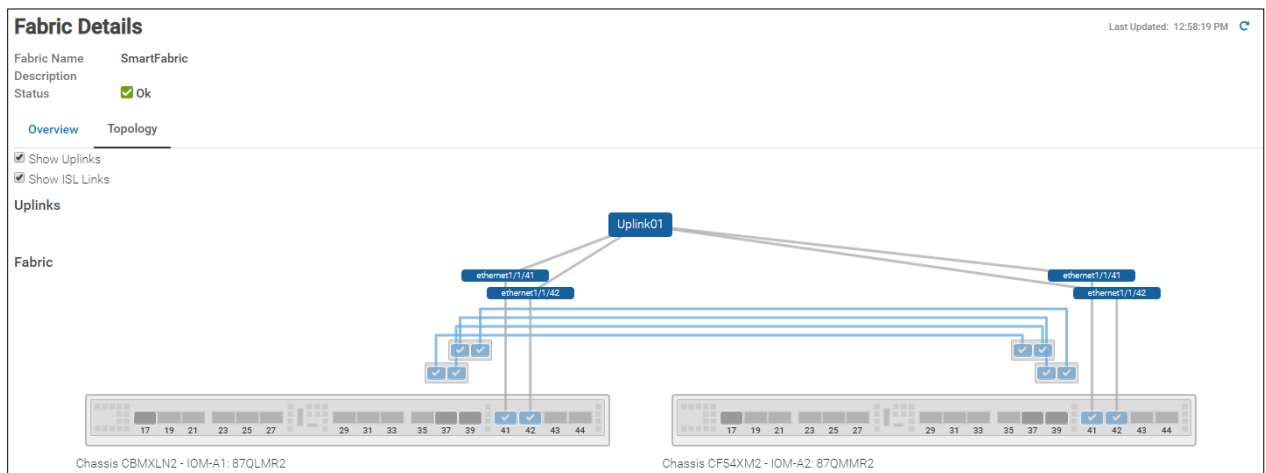 Fabric Details
Last Updated: 12:58:19 PM
Fabric Name SmartFabric
Description
Status Ok
Overview Topology
Show Uplinks
Show ISL Links
Uplinks
Uplink01
Fabric
ethernet1/1/41 ethernet1/1/41
ethernet1/1/42 ethernet1/1/42
17 19 21 23 25 27 29 31 33 35 37 39 41 42 43 44 17 19 21 23 25 27 29 31 33 35 37 39 41 42 43 44
Chassis CBMXLN2 - IOM-A1: 87QLMR2 Chassis CF54XM2 - IOM-A2: 87QMMR2